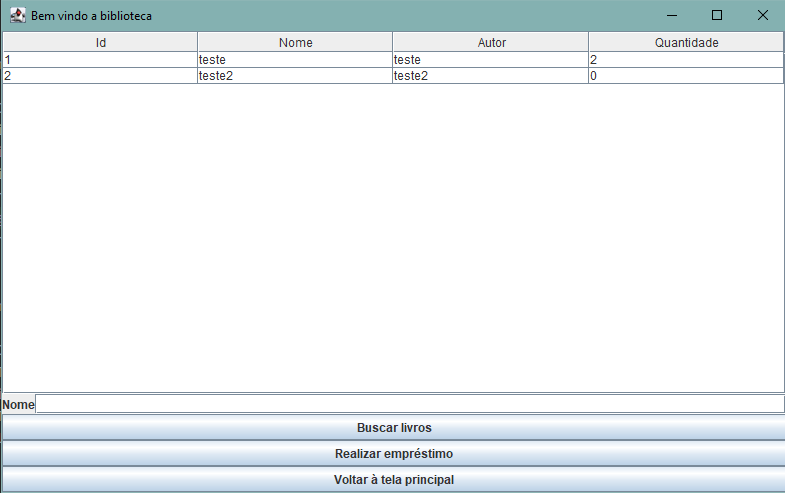 Bem vindo a biblioteca
Id Nome Autor Quantidade
1 teste teste 2
2 teste2 teste2 0
Nome
Buscar livros
Realizar empréstimo
Voltar à tela principal